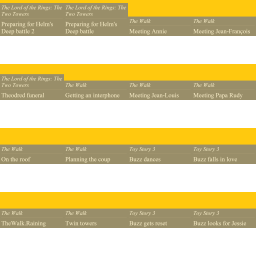 The Lord of the Rings: The Two Towers
Preparing for Helm's Deep battle 2
The Lord of the Rings: The Two Towers
Preparing for Helm's Deep battle
The Walk
Meeting Annie
The Walk
Meeting Jean-François
The Lord of the Rings: The Two Towers
Theodred funeral
The Walk
Getting an interphone
The Walk
Meeting Jean-Louis
The Walk
Meeting Papa Rudy
The Walk
On the roof
The Walk
Planning the coup
Toy Story 3
Buzz dances
Toy Story 3
Buzz falls in love
The Walk
TheWalk Raining
The Walk
Twin towers
Toy Story 3
Buzz gets reset
Toy Story 3
Buzz looks for Jessie